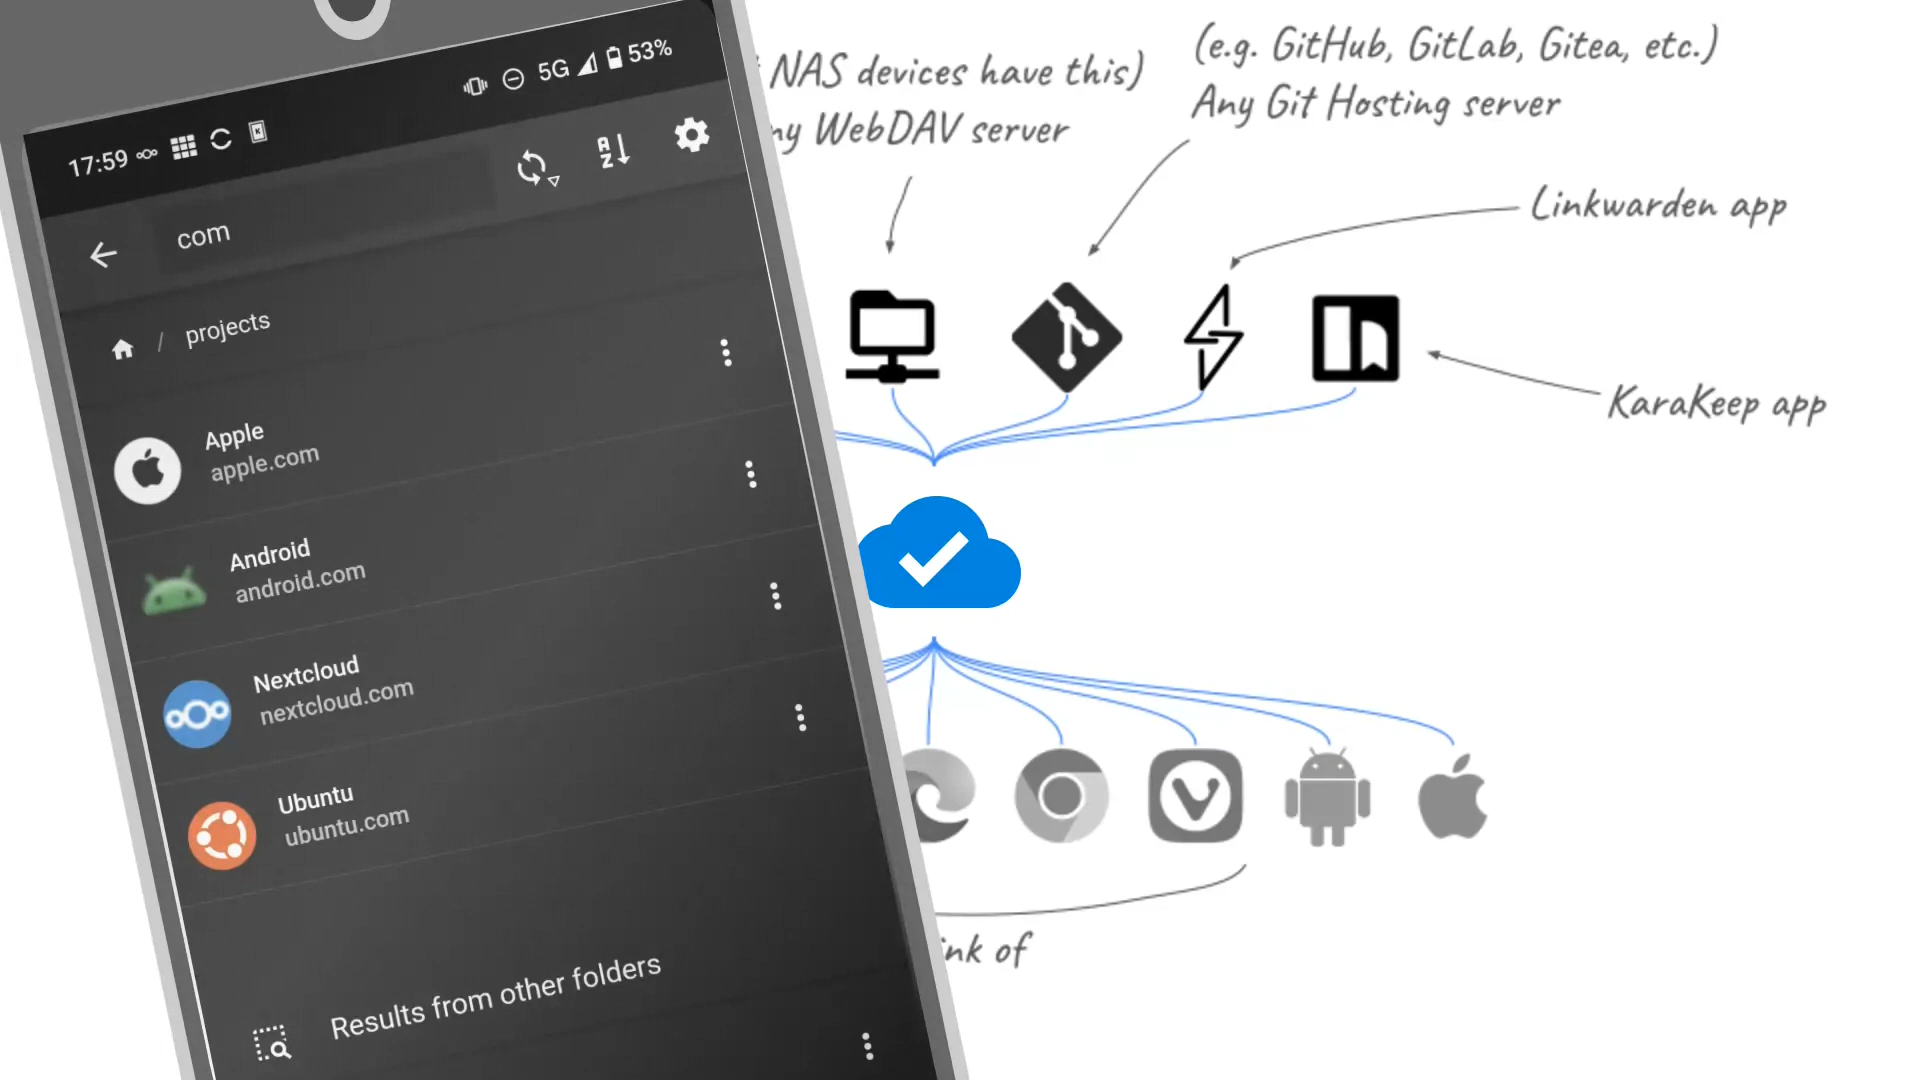 17:59
5G 53%
com
/ projects
Apple
apple.com
Android
android.com
Nextcloud
nextcloud.com
Ubuntu
ubuntu.com
Results from other folders
NAS devices have this)
WebDAV server
(e.g. GitHub, GitLab, Gitea, etc.)
Any Git Hosting server
Linkwarden app
KaraKeep app
of